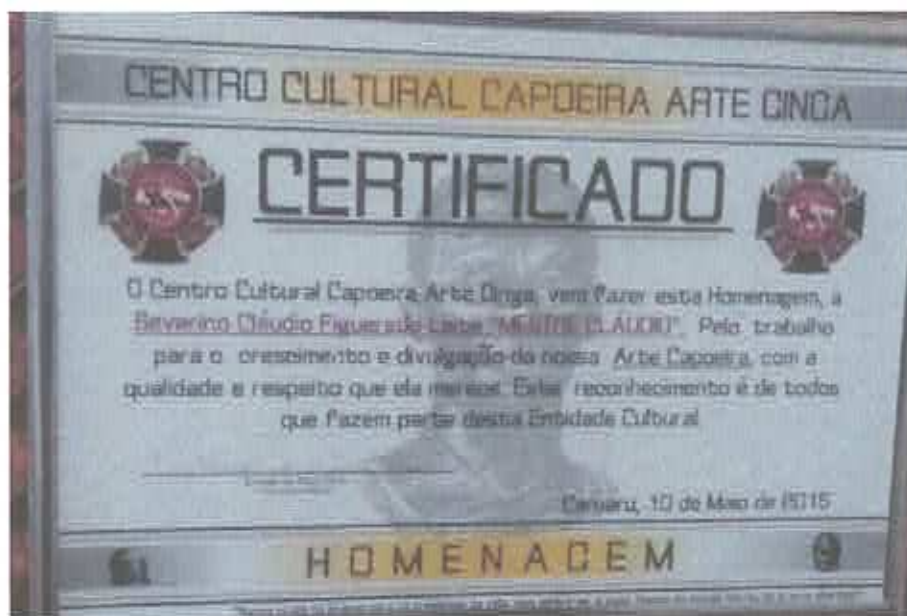 CENTRO CULTURAL CAPOEIRA ARTE GINGA
CERTIFICADO
O Centro Cultural Capoeira Arte Ginga, vem fazer esta Homenagem, a
Severino Cláudio Figueredo Leite "MESTRE CLÁUDIO". Pelo trabalho
para o crescimento e divulgação da nossa Arte Capoeira, com a
qualidade e respeito que ela merece. Este reconhecimento é de todos
que fazem parte desta Entidade Cultural
Caruaru, 10 de Maio de 2015
HOMENAGEM